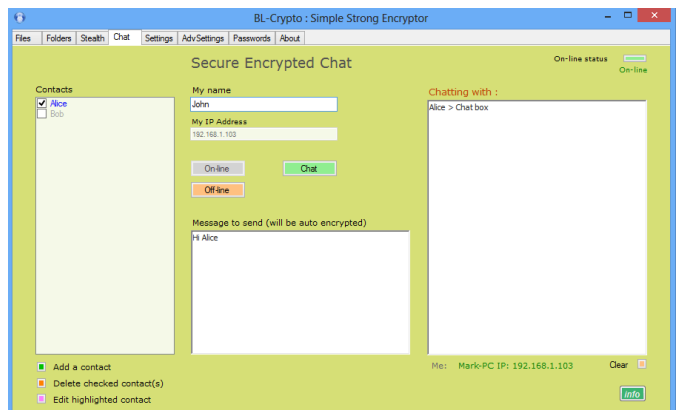 BL-Crypto : Simple Strong Encryptor
Files Folders Stealth Chat Settings AdvSettings Passwords About
Secure Encrypted Chat
On-line status
On-line
Contacts
Alice
Bob
My name
John
My IP Address
192.168.1.103
On-line Chat
Off-line
Message to send (will be auto encrypted)
Hi Alice
Chatting with :
Alice > Chat box
Me: Mark-PC IP: 192.168.1.103 Clear
Add a contact
Delete checked contact(s)
Edit highlighted contact
info